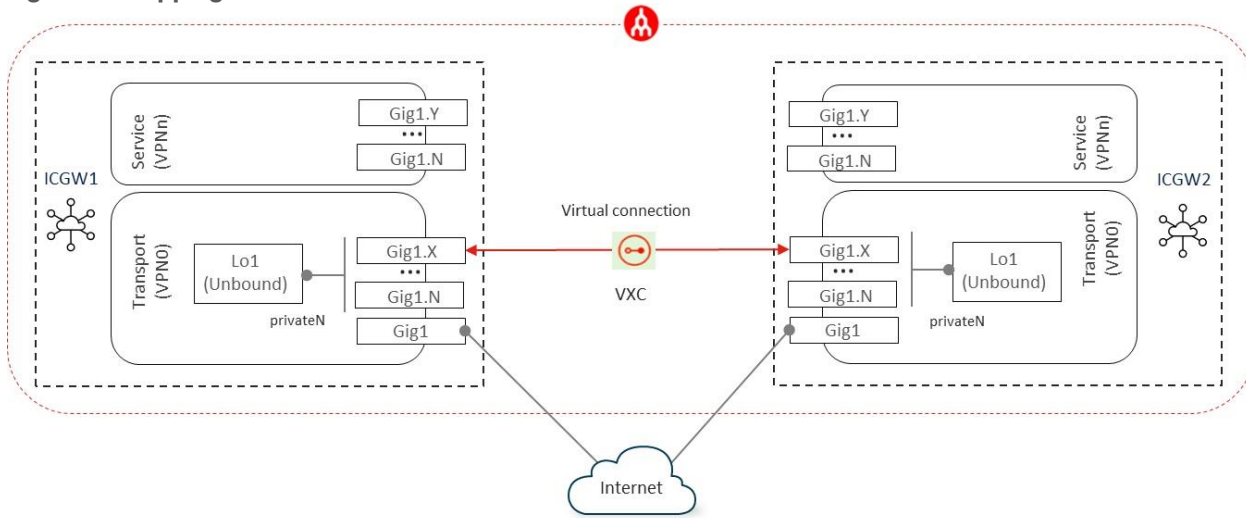 Gig1.Y
•••
Gig1.N
Service
(VPNn)
ICGW1
Transport
(VPN0)
Lo1
(Unbound)
privateN
Gig1.X
•••
Gig1.N
Gig1
Virtual connection
VXC
Gig1.Y
•••
Gig1.N
Service
(VPNn)
ICGW2
Gig1.X
•••
Gig1.N
Gig1
Lo1
(Unbound)
privateN
Transport
(VPN0)
Internet